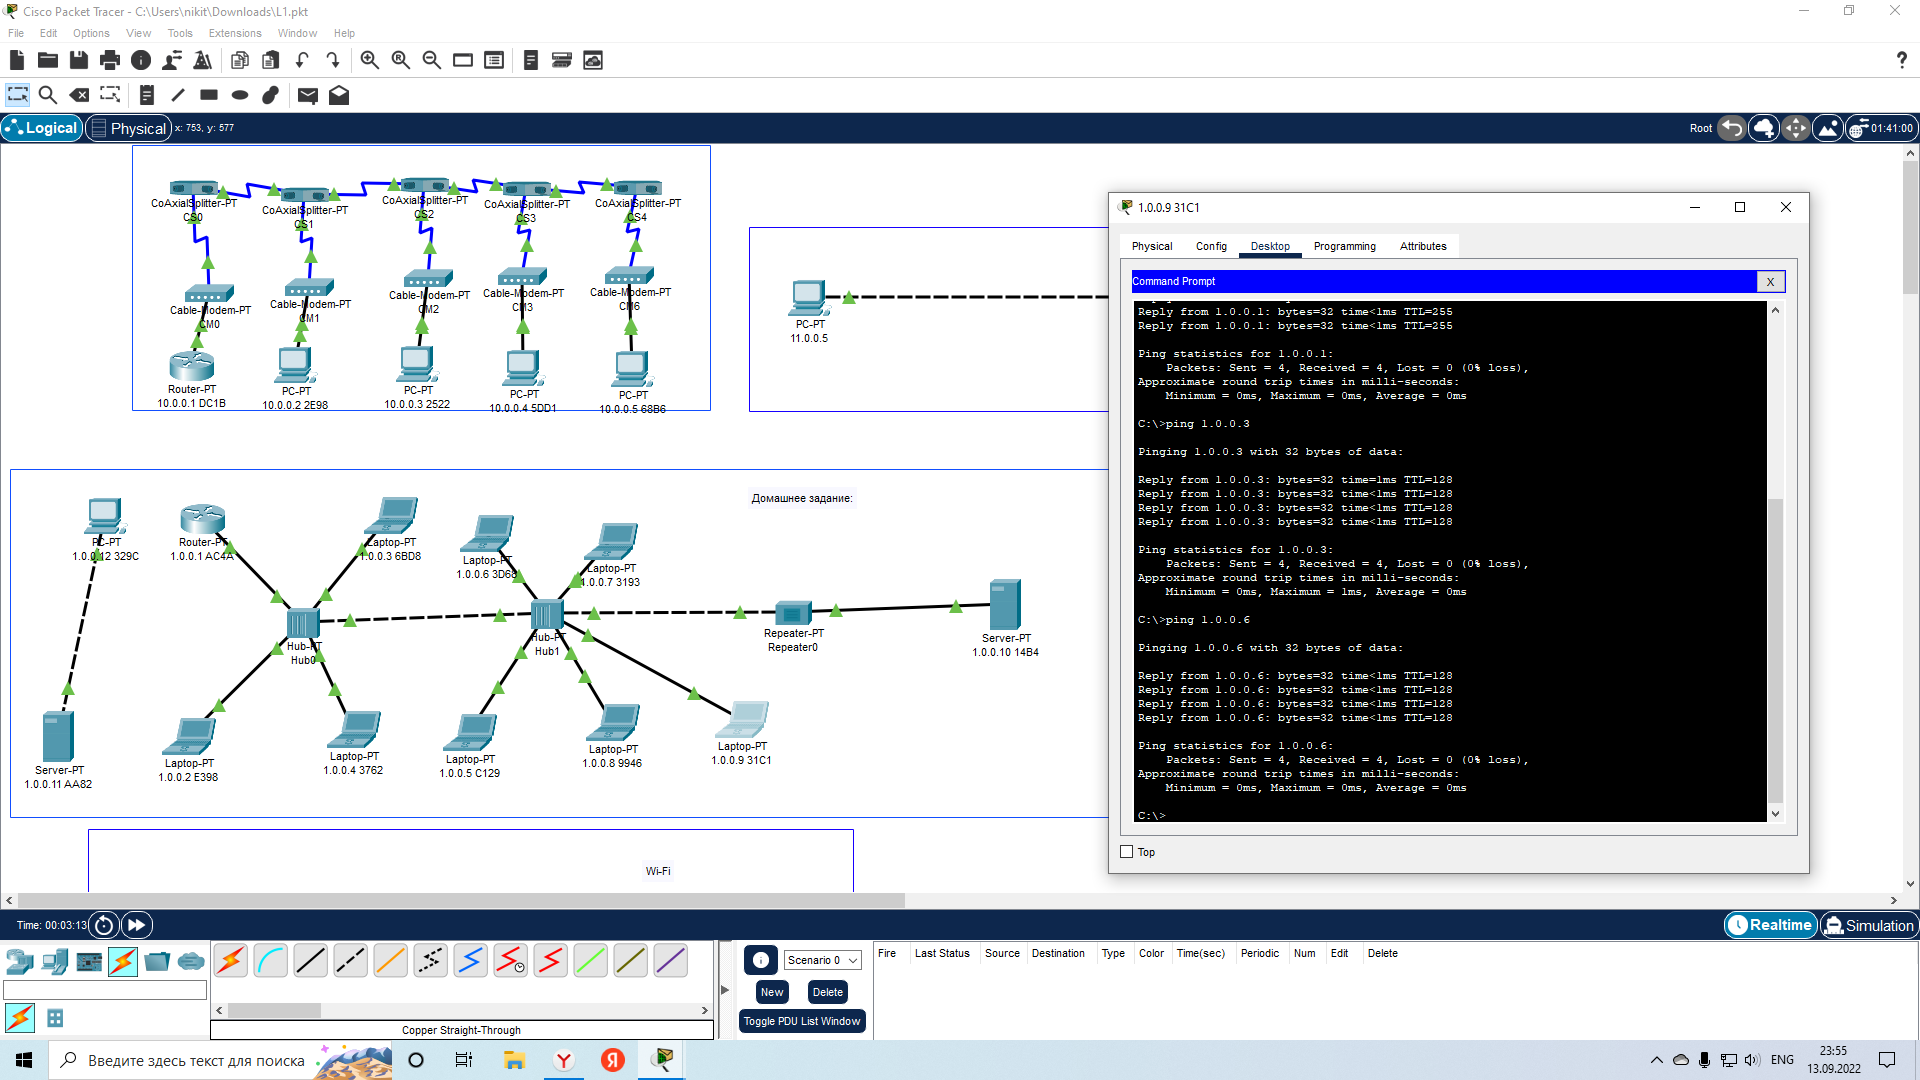 Cisco Packet Tracer - C:\Users\nikit\Downloads\L1.pkt
File Edit Options View Tools Extensions Window Help
Logical Physical x: 753, y: 577 Root 01:41:00
CoAxialSplitter-PT
CS0
CoAxialSplitter-PT
CS1
CoAxialSplitter-PT
CS2
CoAxialSplitter-PT
CS3
CoAxialSplitter-PT
CS4
Cable-Modem-PT
CM0
Cable-Modem-PT
CM1
Cable-Modem-PT
CM2
Cable-Modem-PT
CM3
Cable-Modem-PT
CM6
Router-PT
10.0.0.1 DC1B
PC-PT
10.0.0.2 2E98
PC-PT
10.0.0.3 2522
PC-PT
10.0.0.4 5DD1
PC-PT
10.0.0.5 68B6
PC-PT
11.0.0.5
Домашнее задание:
PC-PT
1.0.0.12 329C
Router-PT
1.0.0.1 AC4A
Laptop-PT
1.0.0.3 6BD8
Laptop-PT
1.0.0.6 3D68
Laptop-PT
1.0.0.7 3193
Hub-PT
Hub0
Hub-PT
Hub1
Repeater-PT
Repeater0
Server-PT
1.0.0.10 14B4
Server-PT
1.0.0.11 AA82
Laptop-PT
1.0.0.2 E398
Laptop-PT
1.0.0.4 3762
Laptop-PT
1.0.0.5 C129
Laptop-PT
1.0.0.8 9946
Laptop-PT
1.0.0.9 31C1
Wi-Fi
1.0.0.9 31C1
Physical Config Desktop Programming Attributes
Command Prompt X
Reply from 1.0.0.1: bytes=32 time<1ms TTL=255
Reply from 1.0.0.1: bytes=32 time<1ms TTL=255
Ping statistics for 1.0.0.1:
Packets: Sent = 4, Received = 4, Lost = 0 (0% loss),
Approximate round trip times in milli-seconds:
Minimum = 0ms, Maximum = 0ms, Average = 0ms
C:\>ping 1.0.0.3
Pinging 1.0.0.3 with 32 bytes of data:
Reply from 1.0.0.3: bytes=32 time=1ms TTL=128
Reply from 1.0.0.3: bytes=32 time<1ms TTL=128
Reply from 1.0.0.3: bytes=32 time<1ms TTL=128
Reply from 1.0.0.3: bytes=32 time<1ms TTL=128
Ping statistics for 1.0.0.3:
Packets: Sent = 4, Received = 4, Lost = 0 (0% loss),
Approximate round trip times in milli-seconds:
Minimum = 0ms, Maximum = 1ms, Average = 0ms
C:\>ping 1.0.0.6
Pinging 1.0.0.6 with 32 bytes of data:
Reply from 1.0.0.6: bytes=32 time<1ms TTL=128
Reply from 1.0.0.6: bytes=32 time<1ms TTL=128
Reply from 1.0.0.6: bytes=32 time<1ms TTL=128
Reply from 1.0.0.6: bytes=32 time<1ms TTL=128
Ping statistics for 1.0.0.6:
Packets: Sent = 4, Received = 4, Lost = 0 (0% loss),
Approximate round trip times in milli-seconds:
Minimum = 0ms, Maximum = 0ms, Average = 0ms
C:\>
Top
Time: 00:03:13 Realtime Simulation
Scenario 0
New Delete
Toggle PDU List Window
Fire Last Status Source Destination Type Color Time(sec) Periodic Num Edit Delete
Copper Straight-Through
Введите здесь текст для поиска
ENG
23:55
13.09.2022